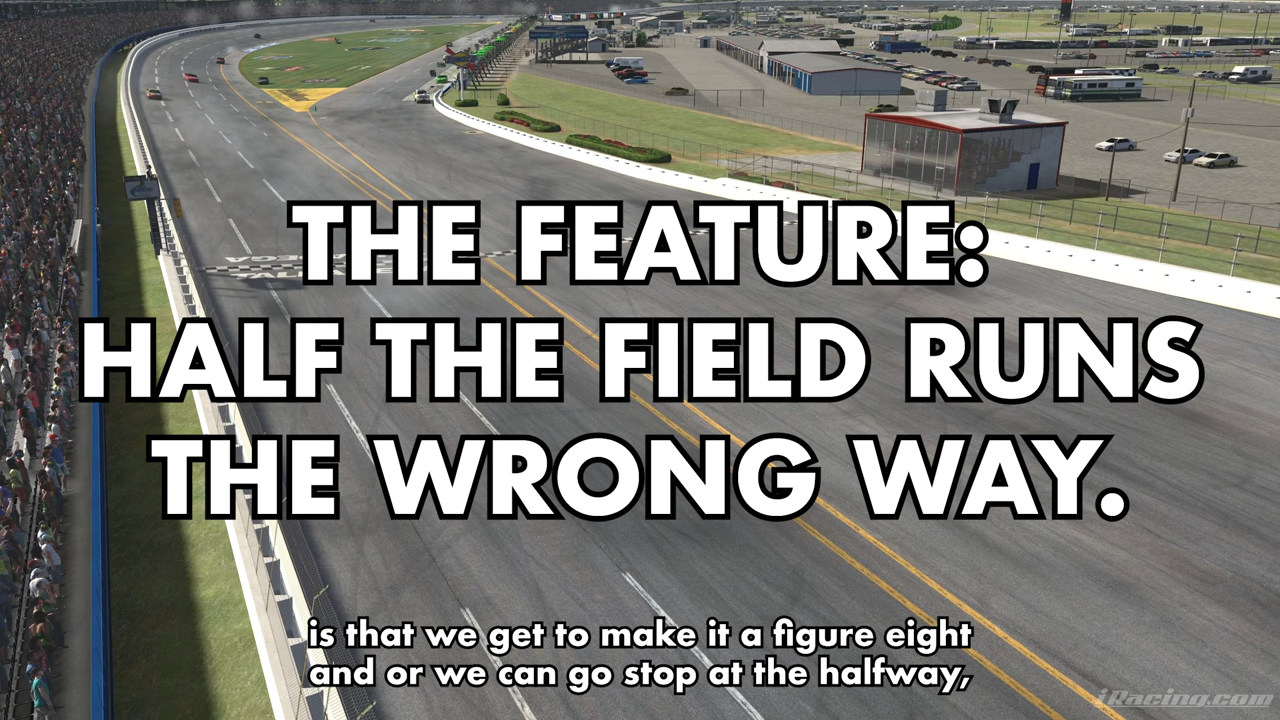 THE FEATURE:
HALF THE FIELD RUNS
THE WRONG WAY.
is that we get to make it a figure eight
and or we can go stop at the halfway,
iRacing.com